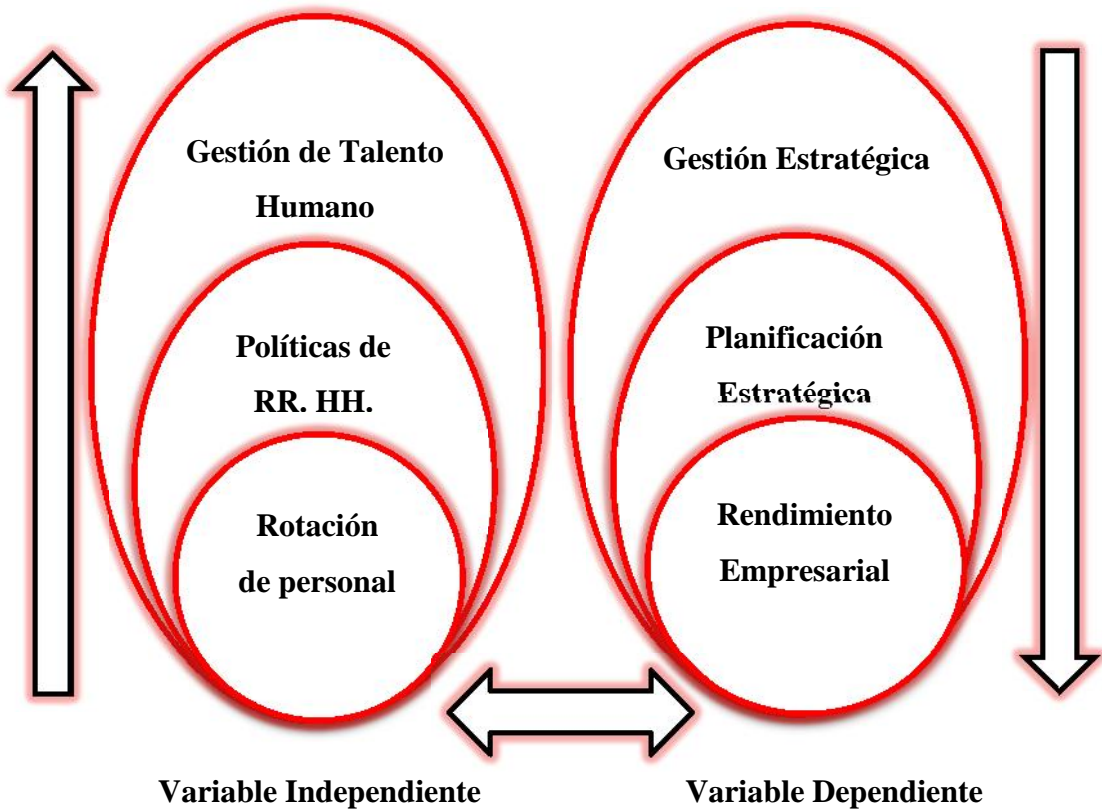 Gestión de Talento
Humano
Políticas de
RR. HH.
Rotación
de personal
Gestión Estratégica
Planificación
Estratégica
Rendimiento
Empresarial
Variable Independiente
Variable Dependiente